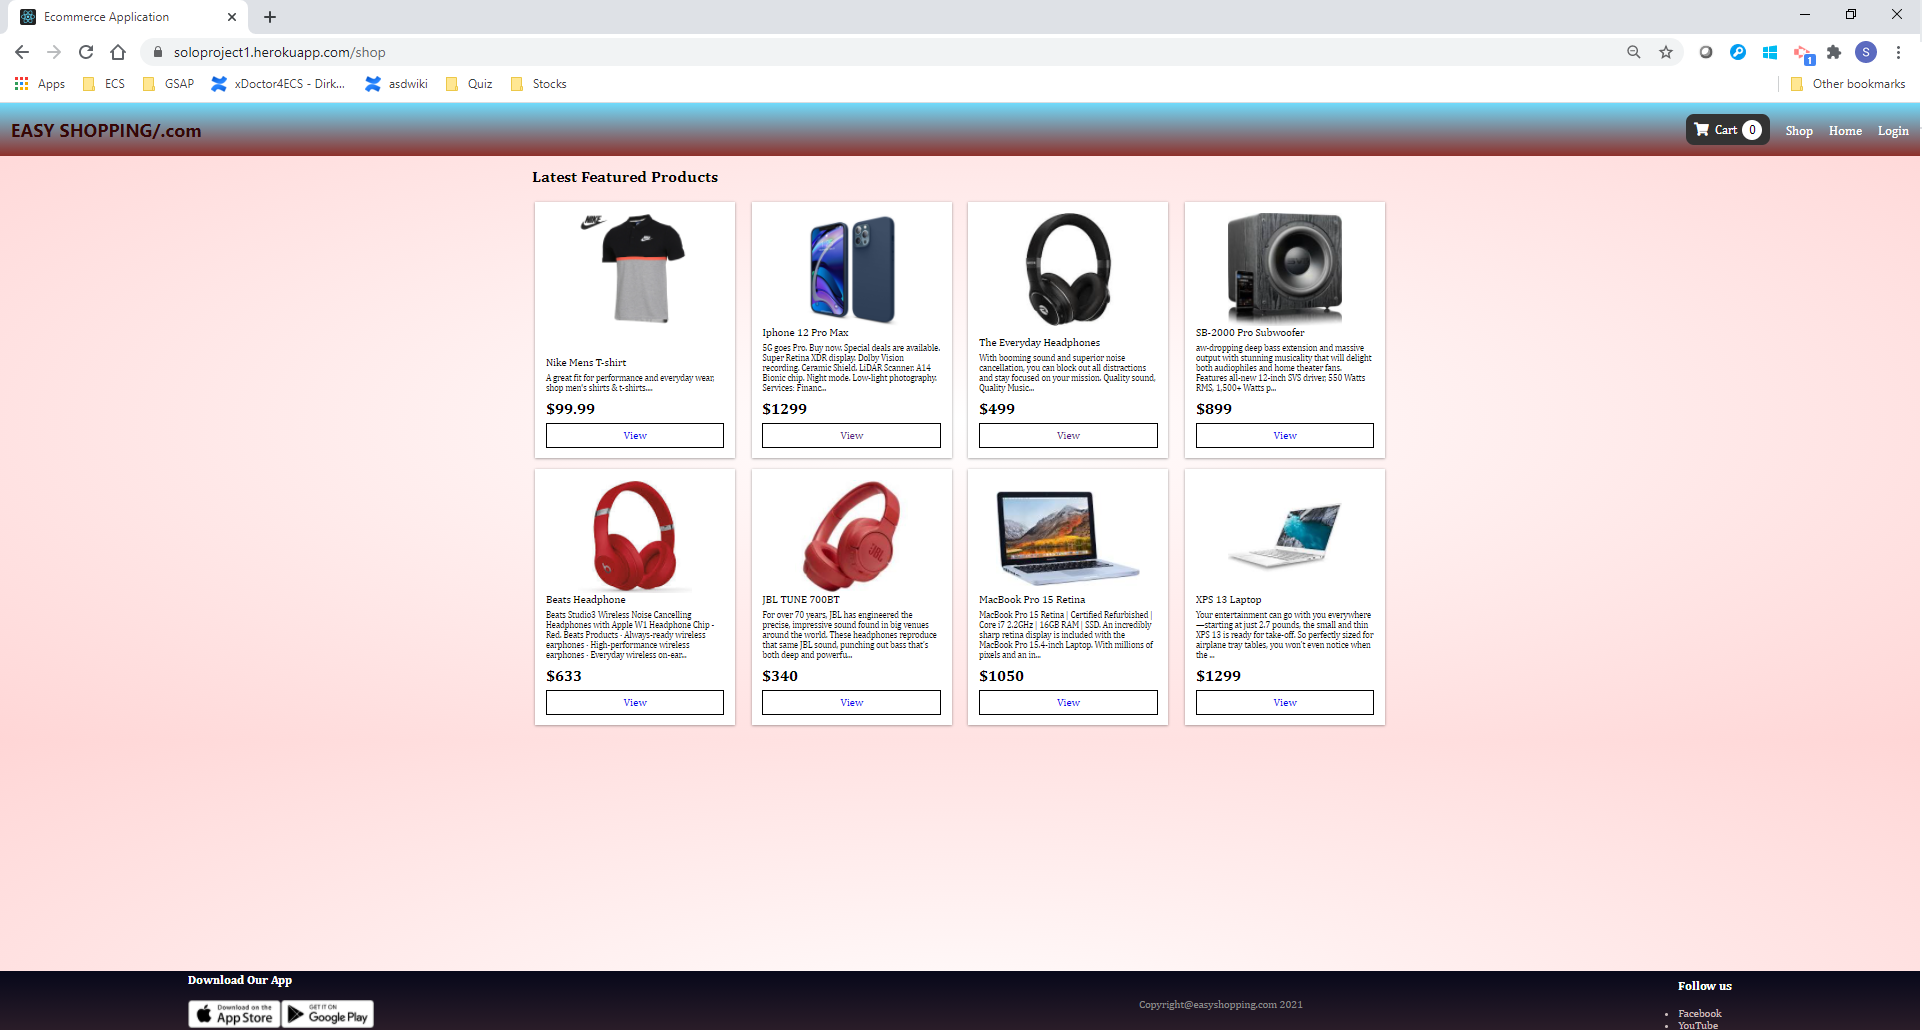 Ecommerce Application
soloproject1.herokuapp.com/shop
S
1
Apps
ECS
GSAP
xDoctor4ECS - Dirk...
asdwiki
Quiz
Stocks
Other bookmarks
EASY SHOPPING/.com
Cart 0
Shop
Home
Login
Latest Featured Products
NIKE
Nike Mens T-shirt
A great fit for performance and everyday wear,
shop men's shirts & t-shirts....
$99.99
View
Iphone 12 Pro Max
5G goes Pro. Buy now. Special deals are available.
Super Retina XDR display. Dolby Vision
recording. Ceramic Shield. LiDAR Scanner. A14
Bionic chip. Night mode. Low-light photography.
Services: Financ...
$1299
View
The Everyday Headphones
With booming sound and superior noise
cancellation, you can block out all distractions
and stay focused on your mission. Quality sound,
Quality Music...
$499
View
SB-2000 Pro Subwoofer
aw-dropping deep bass extension and massive
output with stunning musicality that will delight
both audiophiles and home theater fans.
Features all-new 12-inch SVS driver, 550 Watts
RMS, 1,500+ Watts p...
$899
View
Beats Headphone
Beats Studio3 Wireless Noise Cancelling
Headphones with Apple W1 Headphone Chip -
Red. Beats Products · Always-ready wireless
earphones · High-performance wireless
earphones · Everyday wireless on-ear...
$633
View
JBL
JBL TUNE 700BT
For over 70 years, JBL has engineered the
precise, impressive sound found in big venues
around the world. These headphones reproduce
that same JBL sound, punching out bass that's
both deep and powerfu...
$340
View
MacBook Pro 15 Retina
MacBook Pro 15 Retina | Certified Refurbished |
Core i7 2.2GHz | 16GB RAM | SSD. An incredibly
sharp retina display is included with the
MacBook Pro 15.4-inch Laptop. With millions of
pixels and an in...
$1050
View
XPS 13 Laptop
Your entertainment can go with you everywhere
—starting at just 2.7 pounds, the small and thin
XPS 13 is ready for take-off. So perfectly sized for
airplane tray tables, you won't even notice when
the ...
$1299
View
Download Our App
Download on the
App Store
GET IT ON
Google Play
Copyright@easyshopping.com 2021
Follow us
Facebook
YouTube